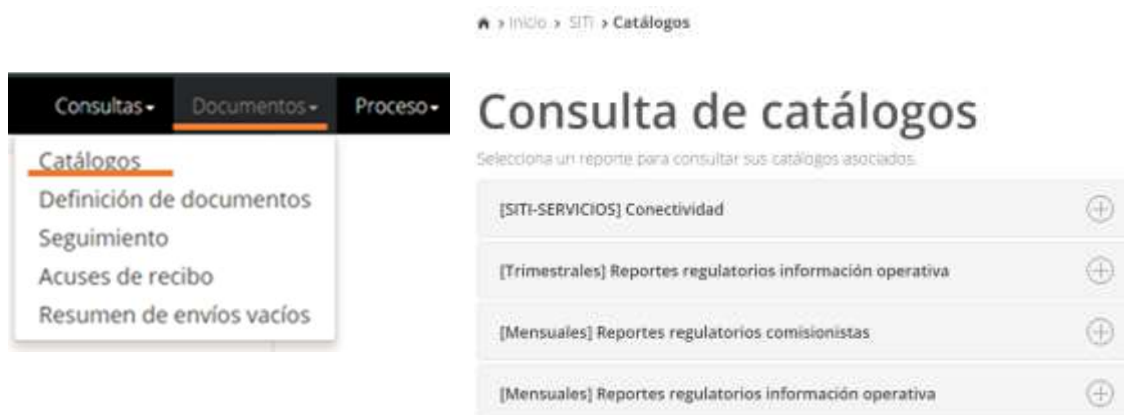 Inicio > SITI > Catálogos
Consultas Documentos Proceso
Catálogos
Definición de documentos
Seguimiento
Acuses de recibo
Resumen de envíos vacíos
Consulta de catálogos
Selecciona un reporte para consultar sus catálogos asociados.
[SITI-SERVICIOS] Conectividad
[Trimestrales] Reportes regulatorios información operativa
[Mensuales] Reportes regulatorios comisionistas
[Mensuales] Reportes regulatorios información operativa